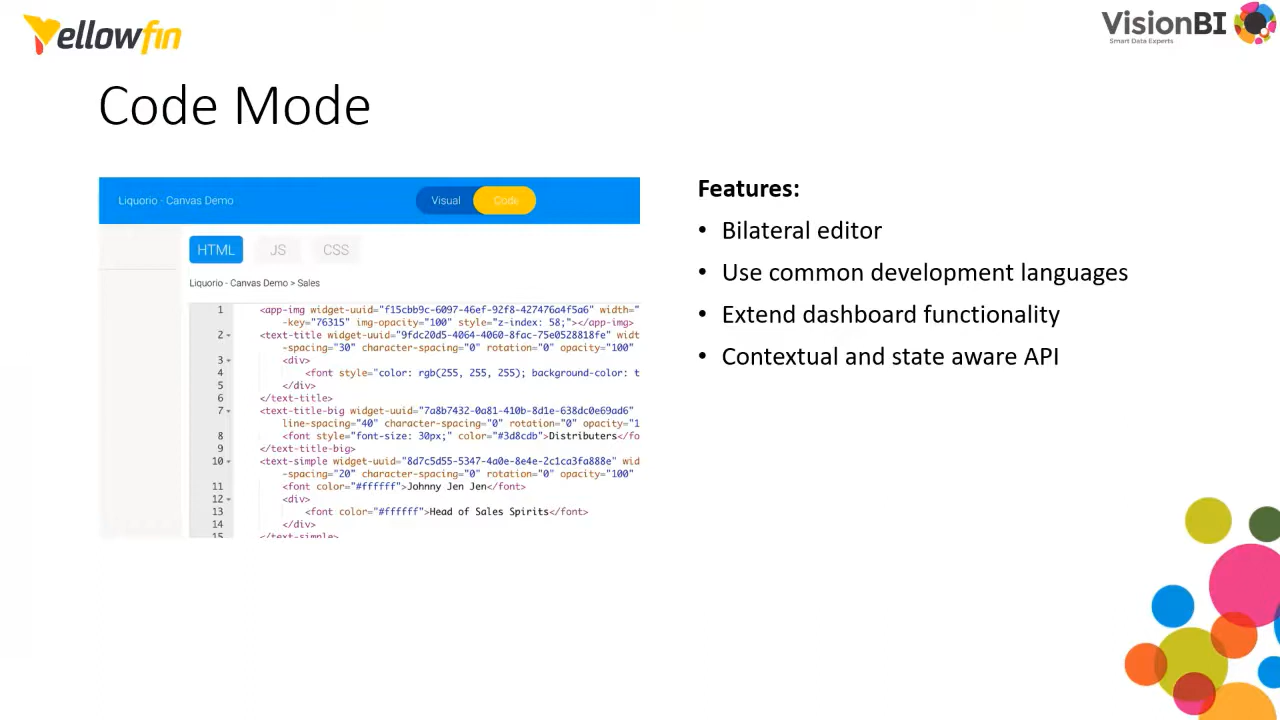 Yellowfin
VisionBI
Smart Data Experts
Code Mode
Liquorio - Canvas Demo
Visual
Code
HTML
JS
CSS
Liquorio - Canvas Demo > Sales
1 <app-img widget-uuid="f15cbb9c-6097-46ef-92f8-427476a4f5a6" width="
-key="76315" img-opacity="100" style="z-index: 58;"></app-img>
2 <text-title widget-uuid="9fdc20d5-4064-4060-8fac-75e0528818fe" widt
-spacing="30" character-spacing="0" rotation="0" opacity="100"
3 <div>
4 <font style="color: rgb(255, 255, 255); background-color: t
5 </div>
6 </text-title>
7 <text-title-big widget-uuid="7a8b7432-0a81-410b-8d1e-638dc0e69ad6"
line-spacing="40" character-spacing="0" rotation="0" opacity="1
8 <font style="font-size: 30px;" color="#3d8cdb">Distributers</fo
9 </text-title-big>
10 <text-simple widget-uuid="8d7c5d55-5347-4a0e-8e4e-2c1ca3fa888e" wid
-spacing="20" character-spacing="0" rotation="0" opacity="100"
11 <font color="#ffffff">Johnny Jen Jen</font>
12 <div>
13 <font color="#ffffff">Head of Sales Spirits</font>
14 </div>
15 </text-simple>
Features:
• Bilateral editor
• Use common development languages
• Extend dashboard functionality
• Contextual and state aware API